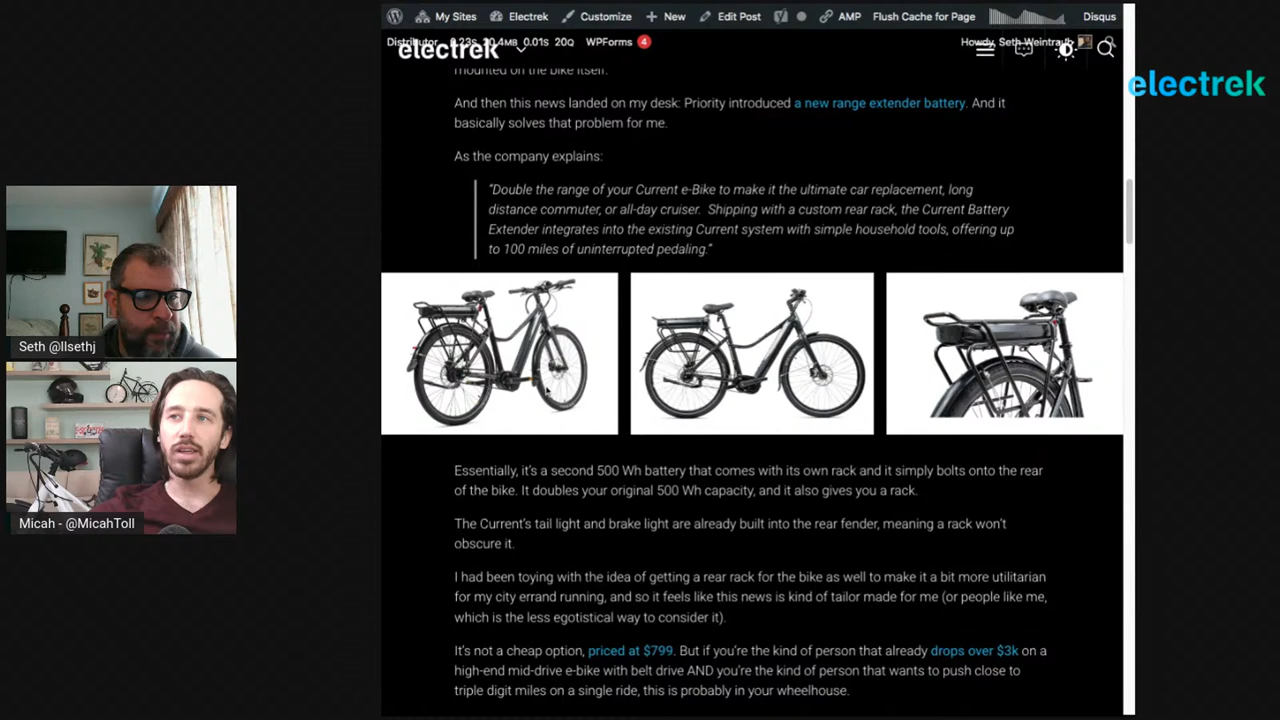 My Sites Electrek Customize + New Edit Post AMP Flush Cache for Page Disqus
Distributor 0.23s 20.4MB 0.01s 20Q WPForms 4 Howdy, Seth Weintraub
electrek
electrek
mounted on the bike itself.
And then this news landed on my desk: Priority introduced a new range extender battery. And it
basically solves that problem for me.
As the company explains:
“Double the range of your Current e-Bike to make it the ultimate car replacement, long
distance commuter, or all-day cruiser. Shipping with a custom rear rack, the Current Battery
Extender integrates into the existing Current system with simple household tools, offering up
to 100 miles of uninterrupted pedaling.”
Seth @llsethj
Micah - @MicahToll
Essentially, it’s a second 500 Wh battery that comes with its own rack and it simply bolts onto the rear
of the bike. It doubles your original 500 Wh capacity, and it also gives you a rack.
The Current’s tail light and brake light are already built into the rear fender, meaning a rack won’t
obscure it.
I had been toying with the idea of getting a rear rack for the bike as well to make it a bit more utilitarian
for my city errand running, and so it feels like this news is kind of tailor made for me (or people like me,
which is the less egotistical way to consider it).
It’s not a cheap option, priced at $799. But if you’re the kind of person that already drops over $3k on a
high-end mid-drive e-bike with belt drive AND you’re the kind of person that wants to push close to
triple digit miles on a single ride, this is probably in your wheelhouse.